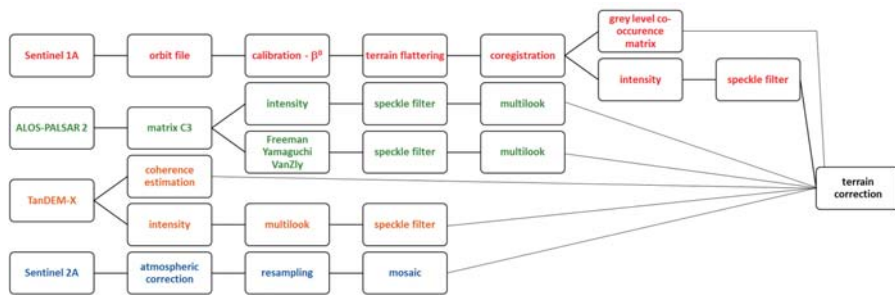 grey level co-
occurence
matrix
Sentinel 1A
orbit file
calibration - β⁰
terrain flattering
coregistration
intensity
speckle filter
ALOS-PALSAR 2
matrix C3
intensity
speckle filter
multilook
Freeman
Yamaguchi
VanZly
speckle filter
multilook
TanDEM-X
coherence
estimation
intensity
multilook
speckle filter
terrain
correction
Sentinel 2A
atmospheric
correction
resampling
mosaic